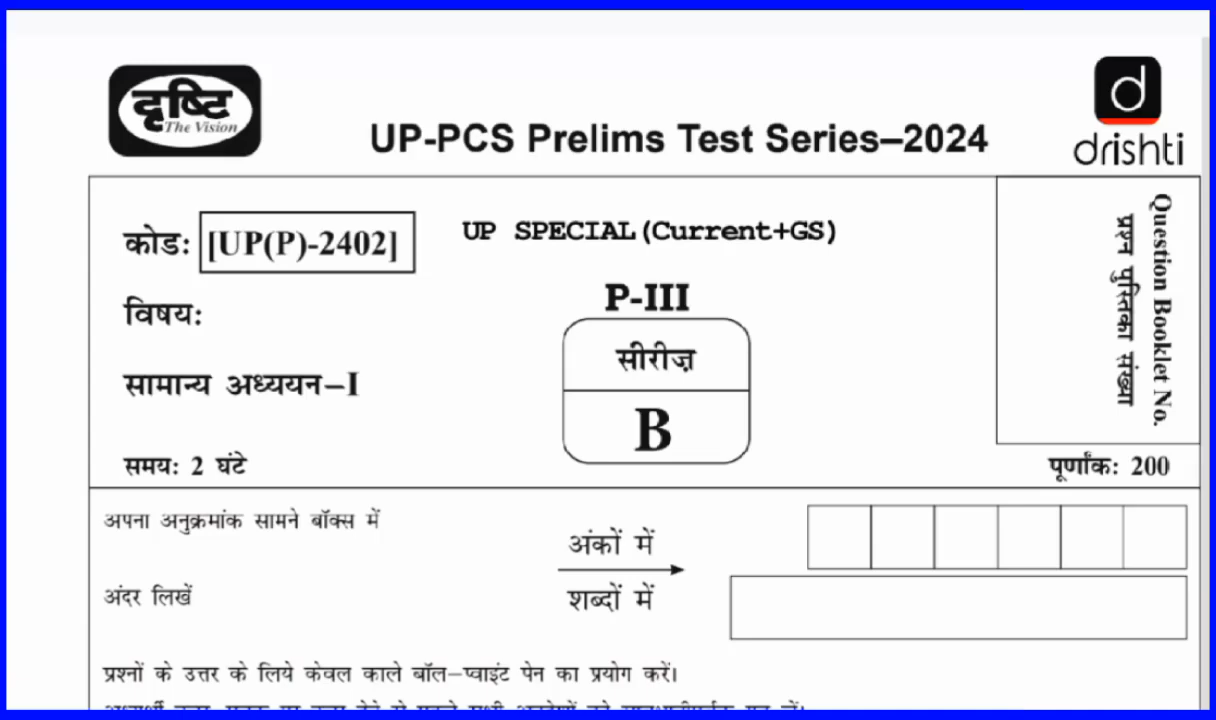 दृष्टि
The Vision
UP-PCS Prelims Test Series–2024
d
drishti
कोड: [UP(P)-2402]
UP SPECIAL(Current+GS)
Question Booklet No.
प्रश्न पुस्तिका संख्या
विषय:
P-III
सीरीज़
सामान्य अध्ययन–I
B
समय: 2 घंटे
पूर्णांक: 200
अपना अनुक्रमांक सामने बॉक्स में
अंकों में
अंदर लिखें
शब्दों में
प्रश्नों के उत्तर के लिये केवल काले बॉल-प्वाइंट पेन का प्रयोग करें।